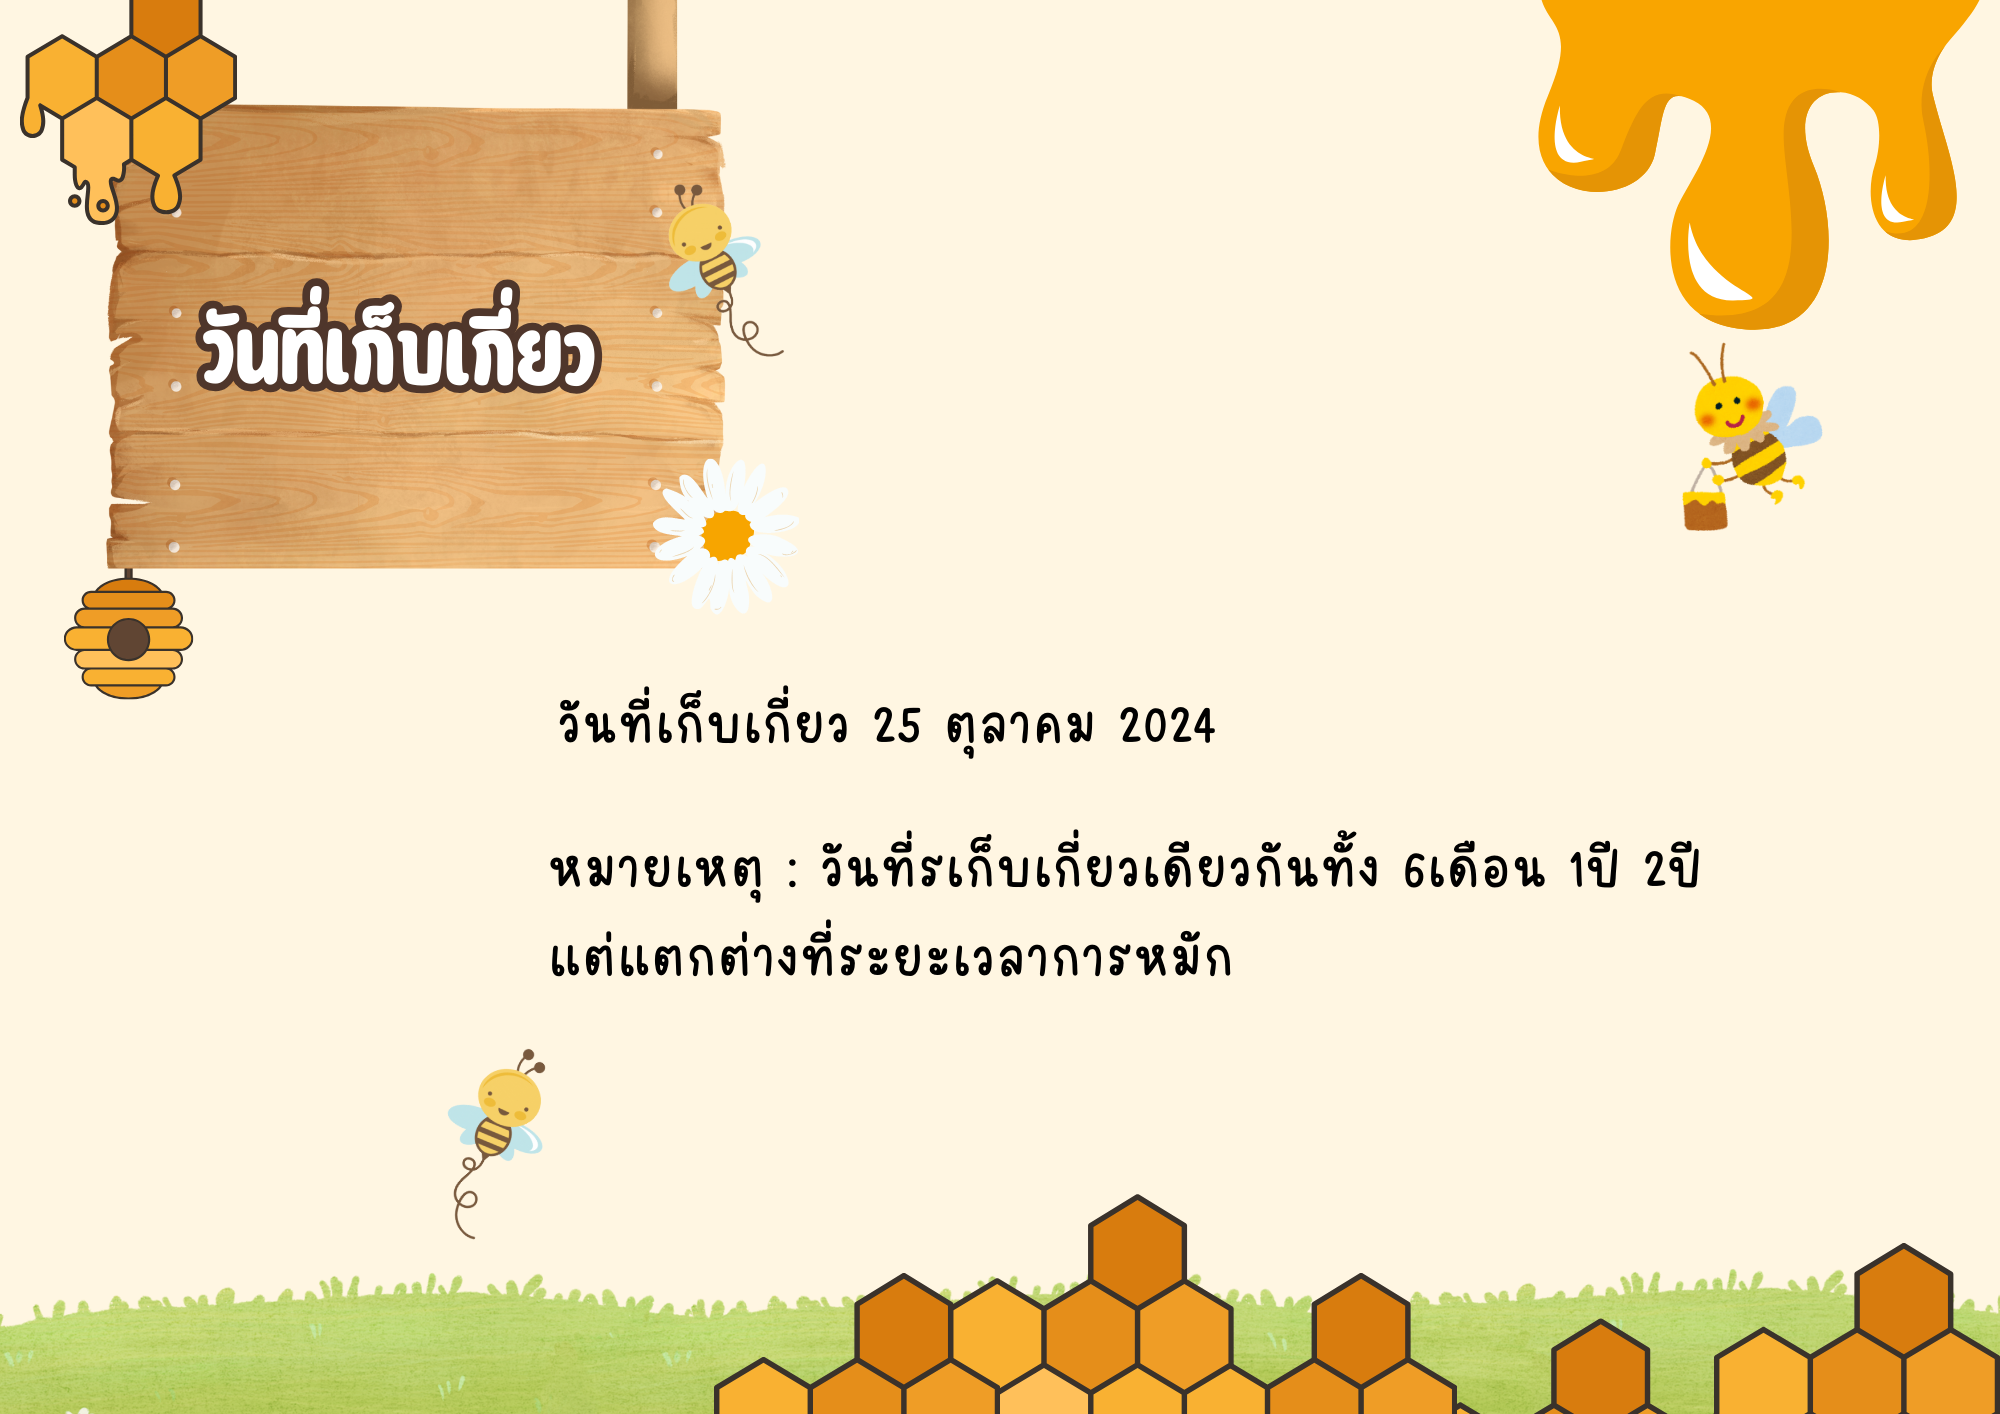 วันที่เก็บเกี่ยว
วันที่เก็บเกี่ยว 25 ตุลาคม 2024
หมายเหตุ : วันที่รเก็บเกี่ยวเดียวกันทั้ง 6เดือน 1ปี 2ปี
แต่แตกต่างที่ระยะเวลาการหมัก